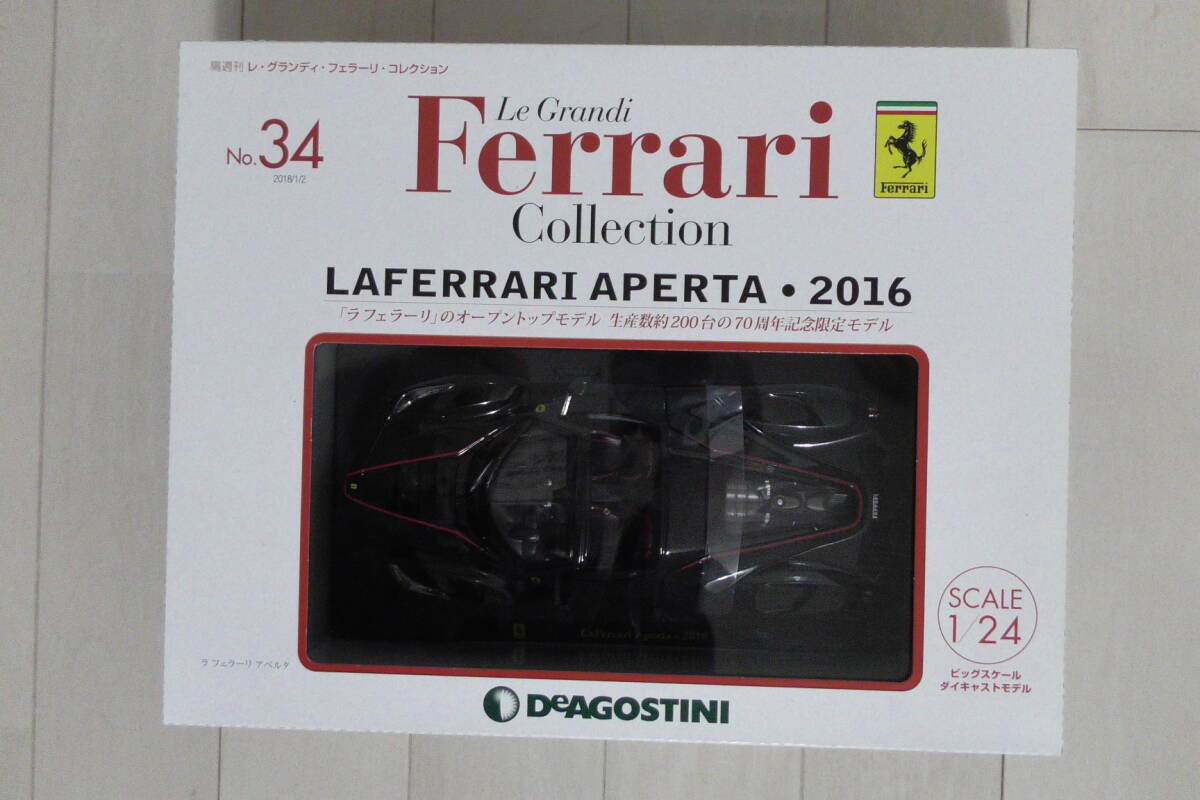 隔週刊 レ・グランディ・フェラーリ・コレクション
No.34
2018/1/2
Le Grandi
Ferrari
Collection
Ferrari
LAFERRARI APERTA • 2016
「ラ フェラーリ」のオープントップモデル 生産数約200台の70周年記念限定モデル
FERRARI
LaFerrari Aperta - 2016
SCALE
1/24
ビッグスケール
ダイキャストモデル
ラ フェラーリ アペルタ
DeAGOSTINI